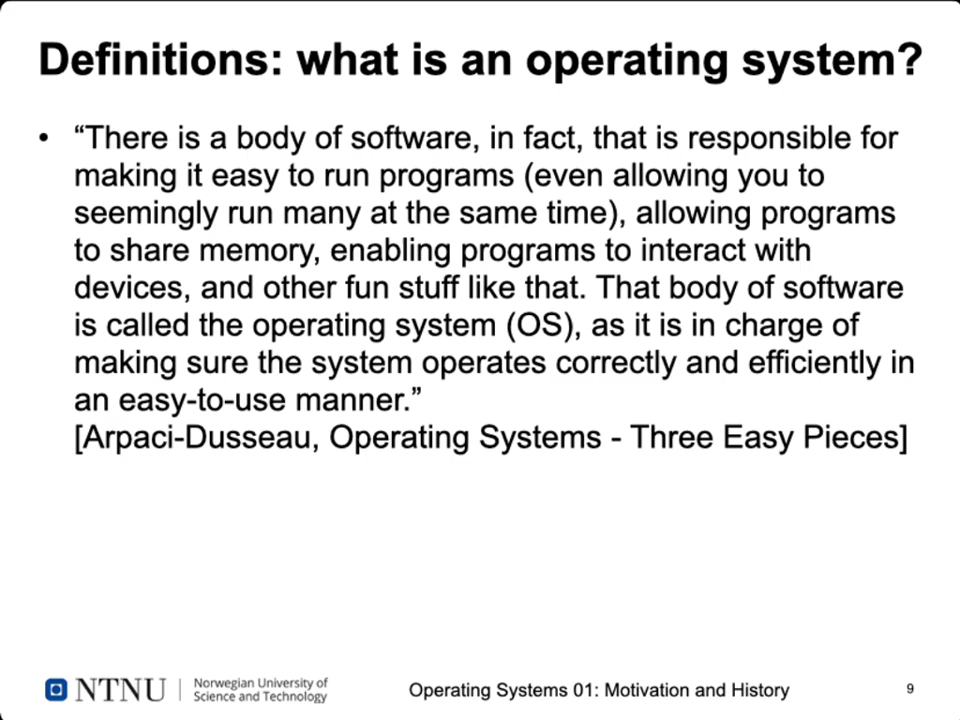 Definitions: what is an operating system?
• “There is a body of software, in fact, that is responsible for
making it easy to run programs (even allowing you to
seemingly run many at the same time), allowing programs
to share memory, enabling programs to interact with
devices, and other fun stuff like that. That body of software
is called the operating system (OS), as it is in charge of
making sure the system operates correctly and efficiently in
an easy-to-use manner.”
[Arpaci-Dusseau, Operating Systems - Three Easy Pieces]
NTNU
Norwegian University of
Science and Technology
Operating Systems 01: Motivation and History
9